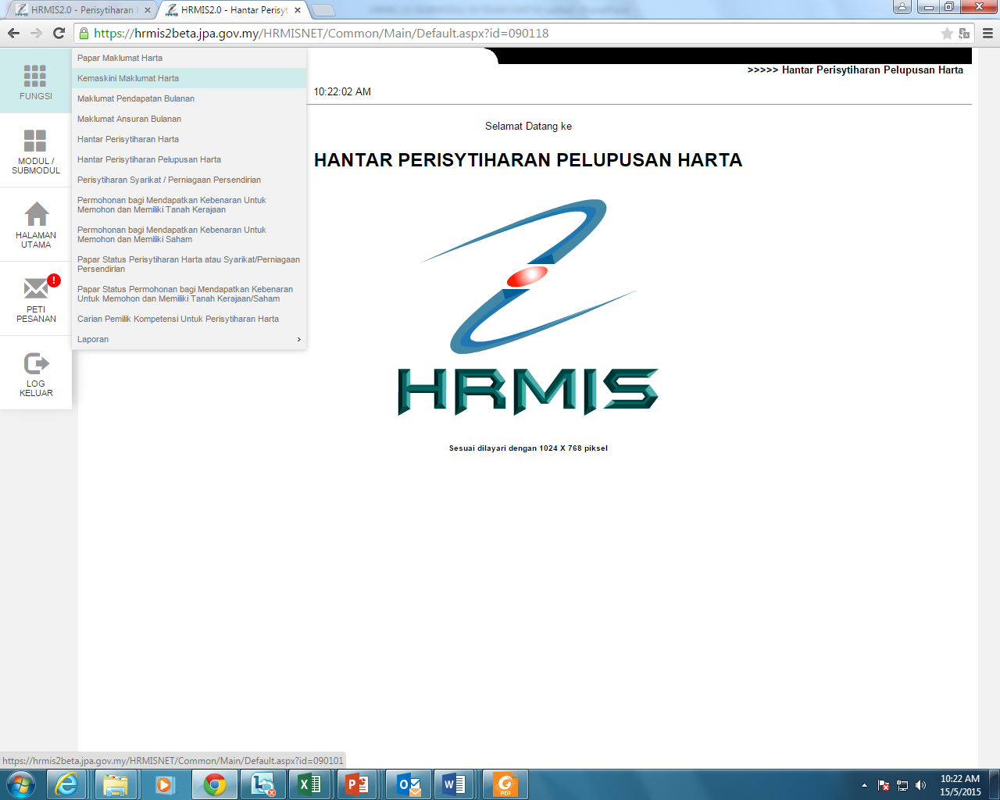 HRMIS2.0 - Perisytiharan
HRMIS2.0 - Hantar Perisyt
https://hrmis2beta.jpa.gov.my/HRMISNET/Common/Main/Default.aspx?id=090118
FUNGSI
MODUL /
SUBMODUL
HALAMAN
UTAMA
!
PETI
PESANAN
LOG
KELUAR
Papar Maklumat Harta
Kemaskini Maklumat Harta
Maklumat Pendapatan Bulanan
Maklumat Ansuran Bulanan
Hantar Perisytiharan Harta
Hantar Perisytiharan Pelupusan Harta
Perisytiharan Syarikat / Perniagaan Persendirian
Permohonan bagi Mendapatkan Kebenaran Untuk
Memohon dan Memiliki Tanah Kerajaan
Permohonan bagi Mendapatkan Kebenaran Untuk
Memohon dan Memiliki Saham
Papar Status Perisytiharan Harta atau Syarikat/Perniagaan
Persendirian
Papar Status Permohonan bagi Mendapatkan Kebenaran
Untuk Memohon dan Memiliki Tanah Kerajaan/Saham
Carian Pemilik Kompetensi Untuk Perisytiharan Harta
Laporan
>>>>> Hantar Perisytiharan Pelupusan Harta
10:22:02 AM
Selamat Datang ke
HANTAR PERISYTIHARAN PELUPUSAN HARTA
HRMIS
Sesuai dilayari dengan 1024 X 768 piksel
https://hrmis2beta.jpa.gov.my/HRMISNET/Common/Main/Default.aspx?id=090101
PDF
10:22 AM
15/5/2015